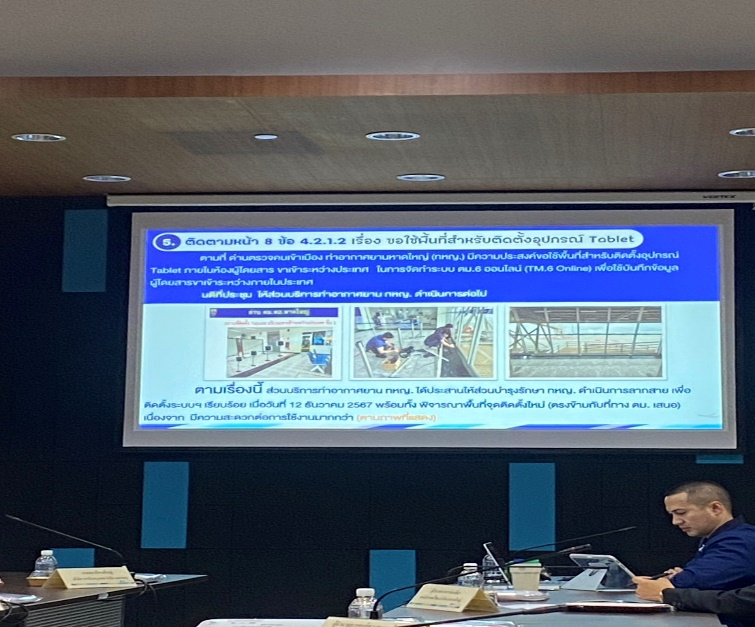 5. ติดตามหน้า 8 ข้อ 4.2.1.2 เรื่อง ขอใช้พื้นที่สำหรับติดตั้งอุปกรณ์ Tablet
ตามที่ ด่านตรวจคนเข้าเมือง ท่าอากาศยานหาดใหญ่ (ทหญ.) มีความประสงค์ขอใช้พื้นที่สำหรับติดตั้งอุปกรณ์
Tablet ภายในห้องผู้โดยสาร ขาเข้าระหว่างประเทศ ในการจัดทำระบบ ตม.6 ออนไลน์ (TM.6 Online) เพื่อใช้บันทึกข้อมูล
ผู้โดยสารขาเข้าระหว่างภายในประเทศ
มติที่ประชุม ให้ส่วนบริการท่าอากาศยาน ทหญ. ดำเนินการต่อไป
ตามเรื่องนี้ ส่วนบริการท่าอากาศยาน ทหญ. ได้ประสานให้ส่วนบำรุงรักษา ทหญ. ดำเนินการลากสาย เพื่อ
ติดตั้งระบบฯ เรียบร้อย เมื่อวันที่ 12 ธันวาคม 2567 พร้อมทั้ง พิจารณาพื้นที่จุดติดตั้งใหม่ (ตรงข้ามกับที่ทาง ตม. เสนอ)
เนื่องจาก มีความสะดวกต่อการใช้งานมากกว่า (ตามภาพที่แสดง)